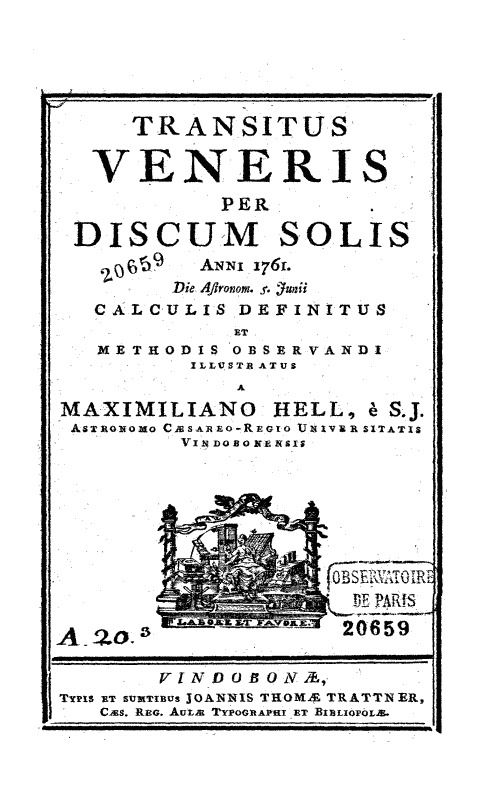 TRANSITUS
VENERIS
PER
DISCUM SOLIS
ANNI 1761.
20659
Die Aſtronom. 5. Junii
CALCULIS DEFINITUS
ET
METHODIS OBSERVANDI
ILLUSTRATUS
A
MAXIMILIANO HELL, è S.J.
ASTRONOMO CÆSAREO-REGIO UNIVERSITATIS
VINDOBONENSIS
LABORE ET FAVORE.
OBSERVATOIRE
DE PARIS
20659
A. 20. 3
VINDOBONÆ,
TYPIS ET SUMTIBUS JOANNIS THOMÆ TRATTNER,
CÆS. REG. AULÆ TYPOGRAPHI ET BIBLIOPOLÆ.